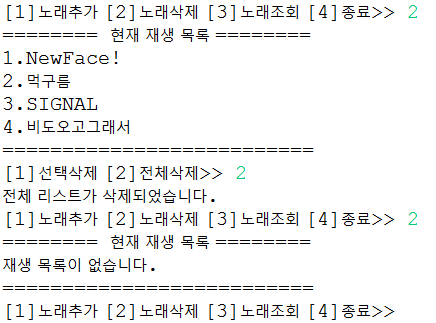 [1]노래추가 [2]노래삭제 [3]노래조회 [4]종료>> 2
======== 현재 재생 목록 ========
1.NewFace!
2.먹구름
3.SIGNAL
4.비도오고그래서
==========================
[1]선택삭제 [2]전체삭제>> 2
전체 리스트가 삭제되었습니다.
[1]노래추가 [2]노래삭제 [3]노래조회 [4]종료>> 2
======== 현재 재생 목록 ========
재생 목록이 없습니다.
==========================
[1]노래추가 [2]노래삭제 [3]노래조회 [4]종료>>